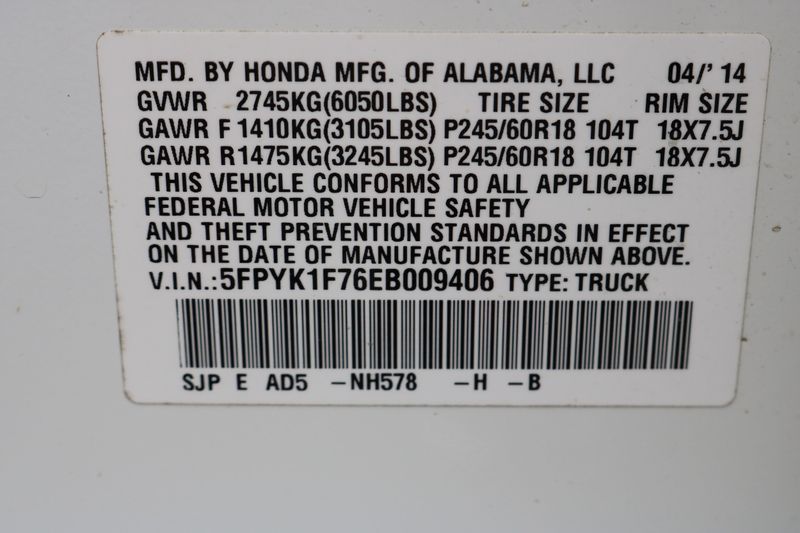 MFD. BY HONDA MFG. OF ALABAMA, LLC 04/' 14
GVWR 2745KG(6050LBS) TIRE SIZE RIM SIZE
GAWR F 1410KG(3105LBS) P245/60R18 104T 18X7.5J
GAWR R 1475KG(3245LBS) P245/60R18 104T 18X7.5J
THIS VEHICLE CONFORMS TO ALL APPLICABLE
FEDERAL MOTOR VEHICLE SAFETY
AND THEFT PREVENTION STANDARDS IN EFFECT
ON THE DATE OF MANUFACTURE SHOWN ABOVE.
V.I.N.:5FPYK1F76EB009406 TYPE: TRUCK
SJP E AD5 -NH578 -H -B